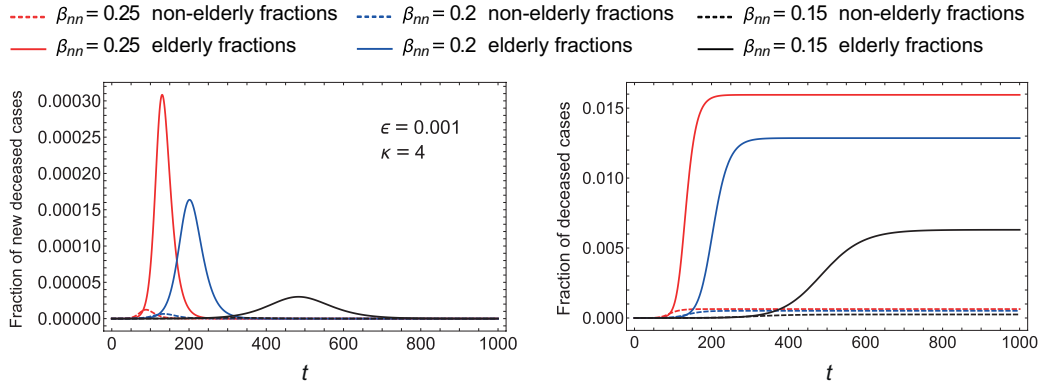 β_nn = 0.25 non-elderly fractions β_nn = 0.2 non-elderly fractions β_nn = 0.15 non-elderly fractions
β_nn = 0.25 elderly fractions β_nn = 0.2 elderly fractions β_nn = 0.15 elderly fractions
Fraction of new deceased cases
0.00030
0.00025
0.00020
0.00015
0.00010
0.00005
0.00000
ϵ = 0.001
κ = 4
0 200 400 600 800 1000
t
Fraction of deceased cases
0.015
0.010
0.005
0.000
0 200 400 600 800 1000
t